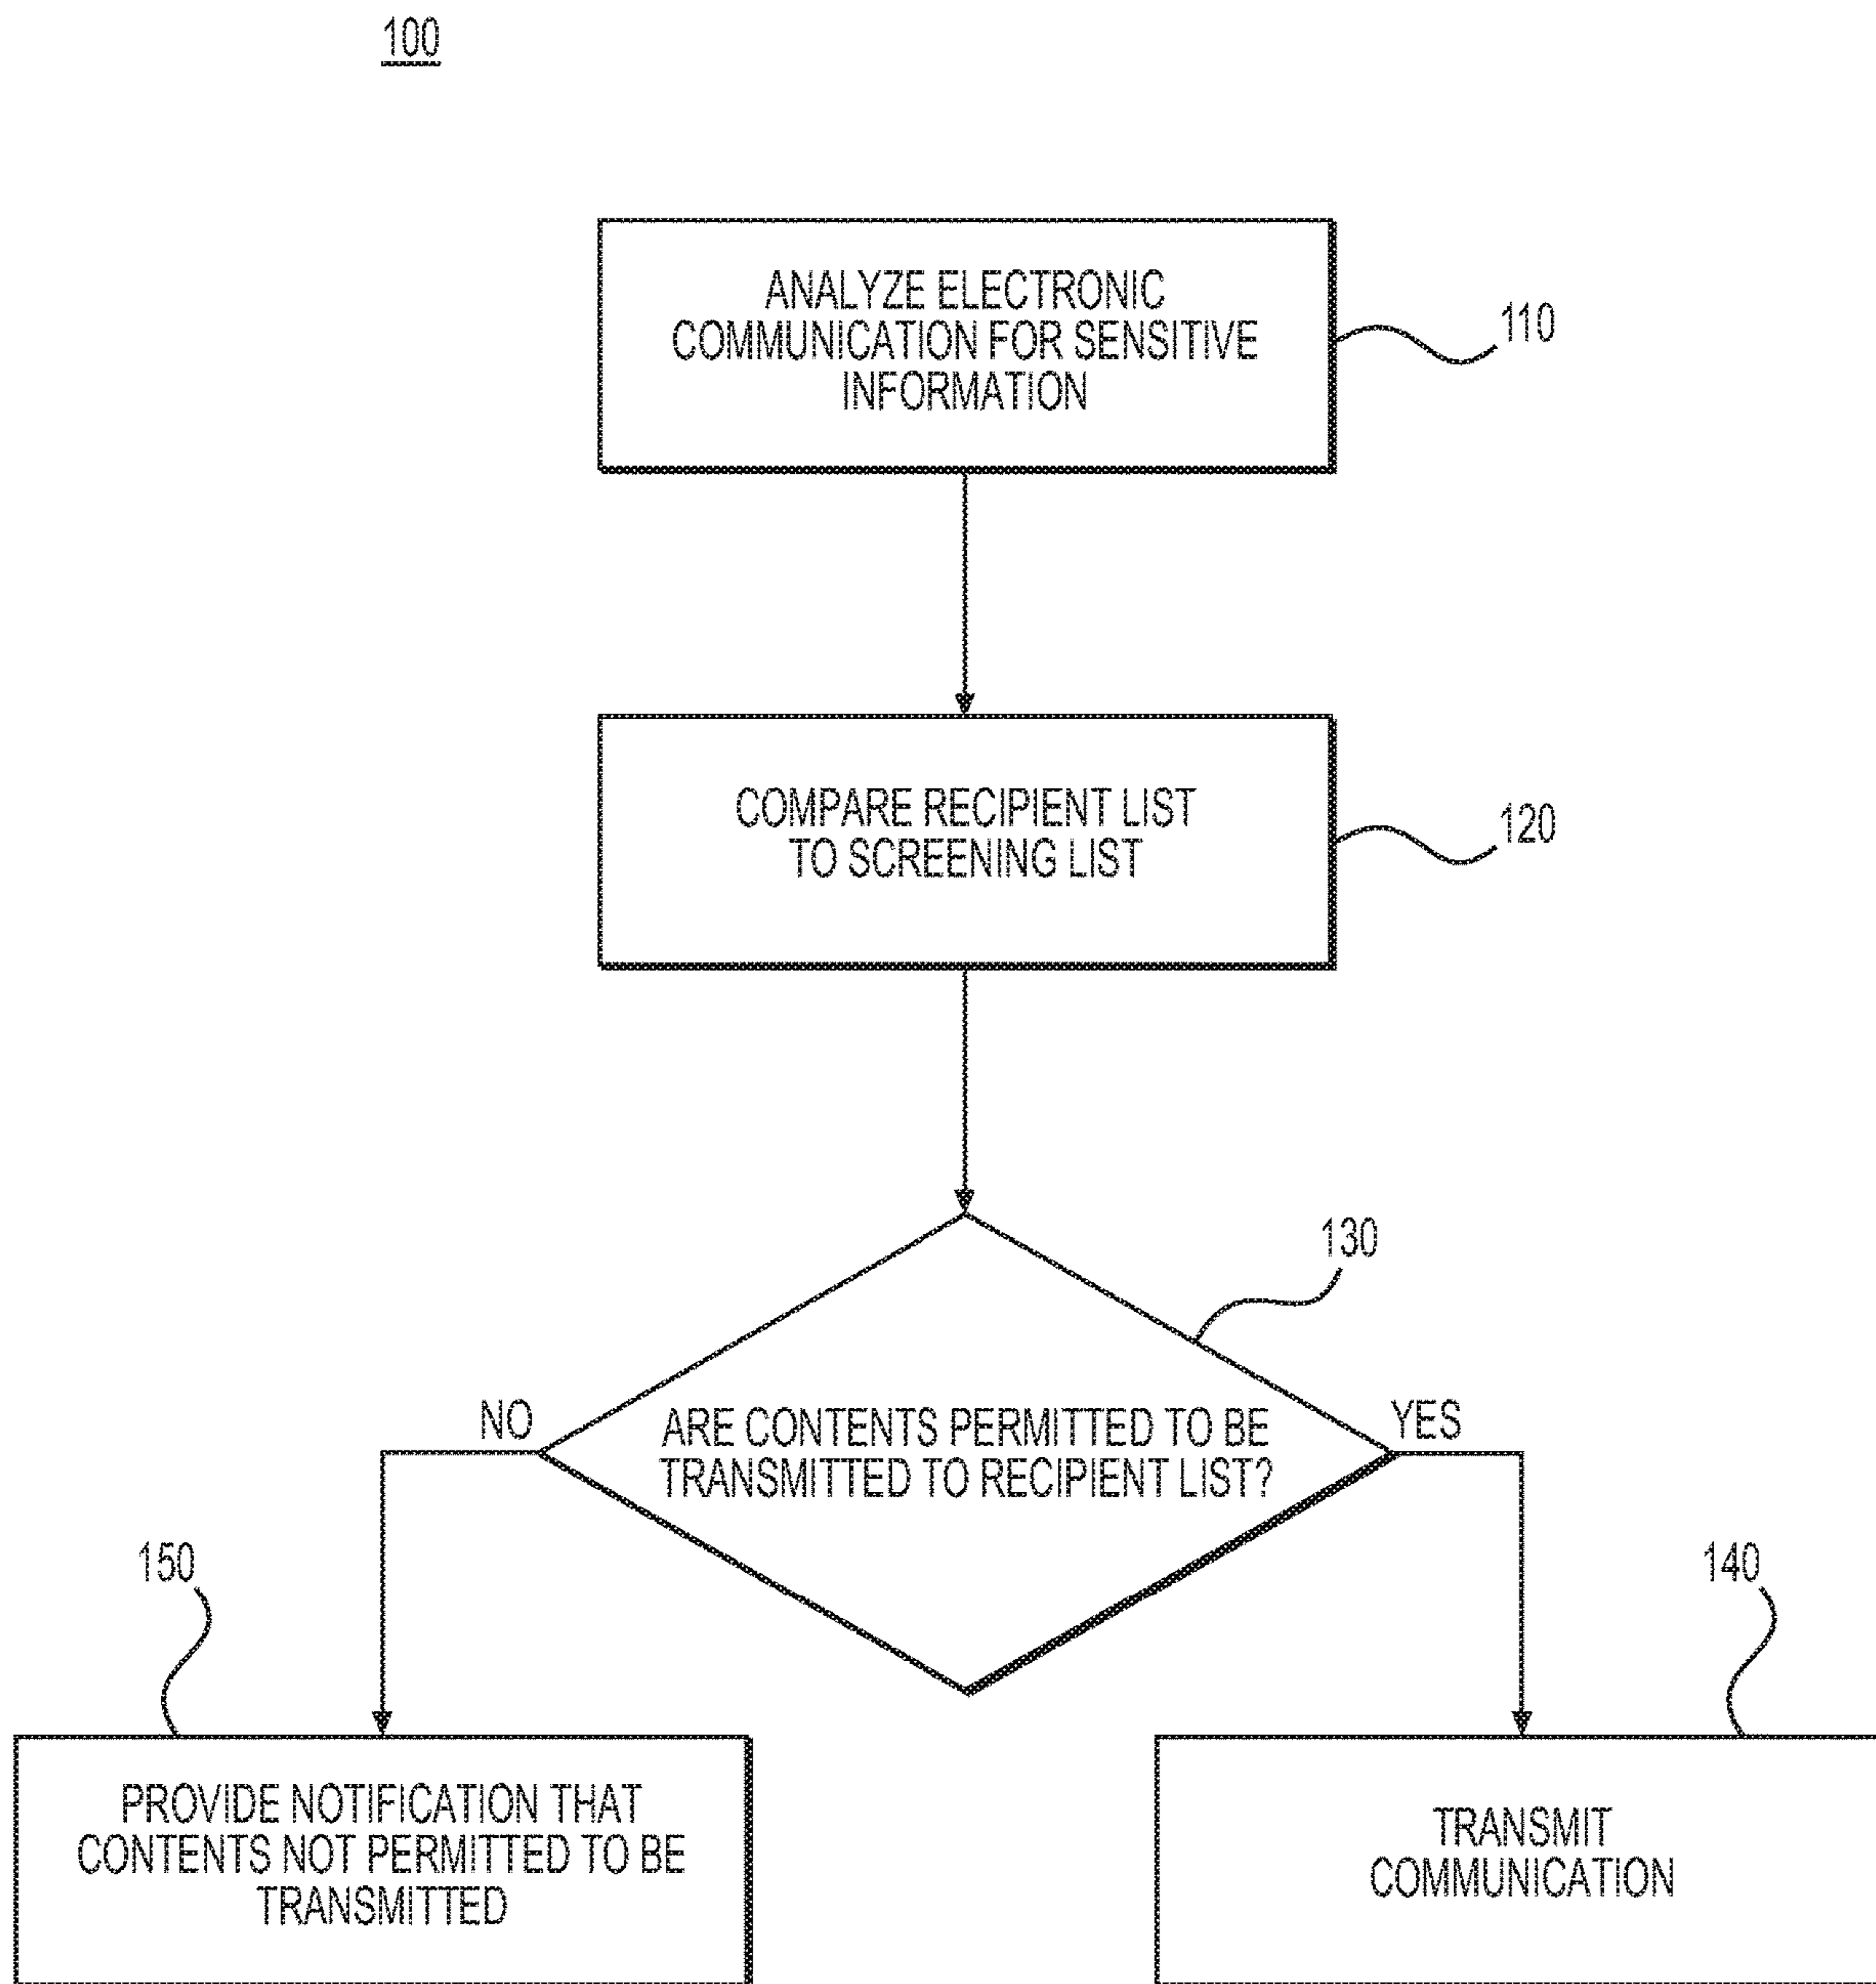 100
ANALYZE ELECTRONIC
COMMUNICATION FOR SENSITIVE
INFORMATION
110
COMPARE RECIPIENT LIST
TO SCREENING LIST
120
130
NO
ARE CONTENTS PERMITTED TO BE
TRANSMITTED TO RECIPIENT LIST?
YES
150
140
PROVIDE NOTIFICATION THAT
CONTENTS NOT PERMITTED TO BE
TRANSMITTED
TRANSMIT
COMMUNICATION